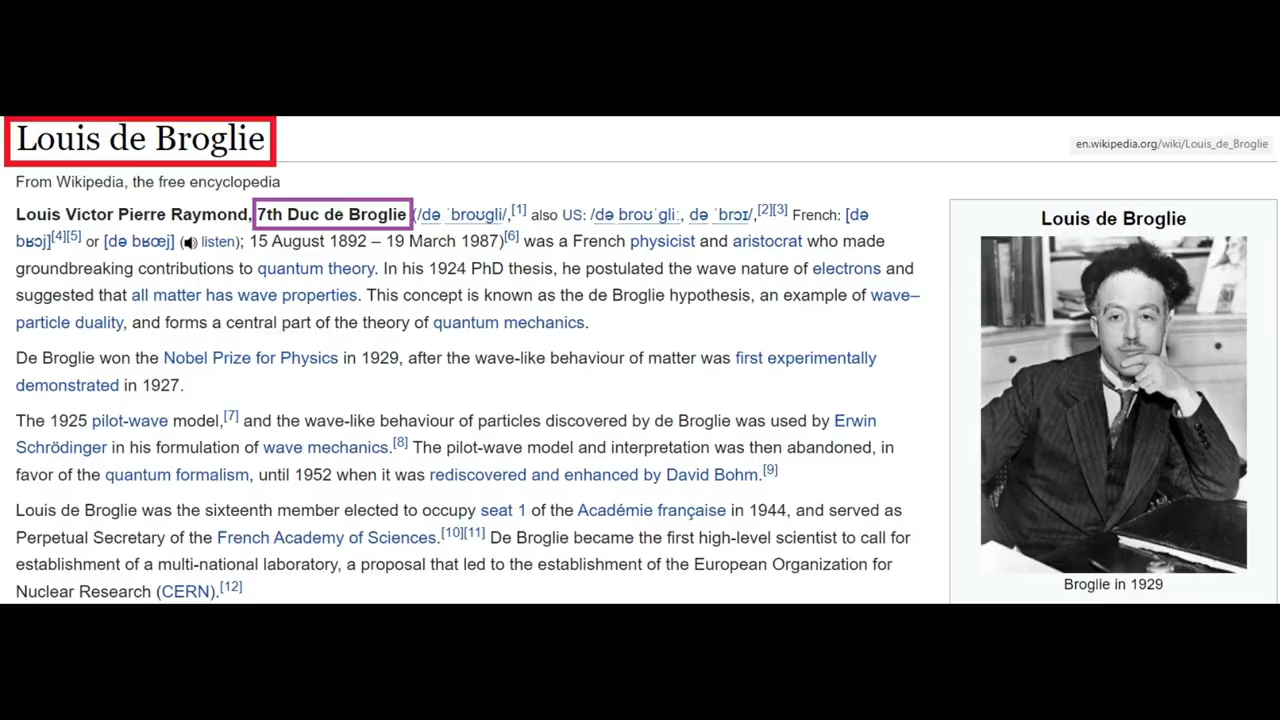 Louis de Broglie
en.wikipedia.org/wiki/Louis_de_Broglie
From Wikipedia, the free encyclopedia
Louis Victor Pierre Raymond, 7th Duc de Broglie (/də ˈbroʊɡli/,[1] also US: /də broʊˈɡliː, də ˈbrɔɪ/,[2][3] French: [də
bʁɔj][4][5] or [də bʁœj] (listen); 15 August 1892 – 19 March 1987)[6] was a French physicist and aristocrat who made
groundbreaking contributions to quantum theory. In his 1924 PhD thesis, he postulated the wave nature of electrons and
suggested that all matter has wave properties. This concept is known as the de Broglie hypothesis, an example of wave–
particle duality, and forms a central part of the theory of quantum mechanics.
De Broglie won the Nobel Prize for Physics in 1929, after the wave-like behaviour of matter was first experimentally
demonstrated in 1927.
The 1925 pilot-wave model,[7] and the wave-like behaviour of particles discovered by de Broglie was used by Erwin
Schrödinger in his formulation of wave mechanics.[8] The pilot-wave model and interpretation was then abandoned, in
favor of the quantum formalism, until 1952 when it was rediscovered and enhanced by David Bohm.[9]
Louis de Broglie was the sixteenth member elected to occupy seat 1 of the Académie française in 1944, and served as
Perpetual Secretary of the French Academy of Sciences.[10][11] De Broglie became the first high-level scientist to call for
establishment of a multi-national laboratory, a proposal that led to the establishment of the European Organization for
Nuclear Research (CERN).[12]
Louis de Broglie
Broglie in 1929